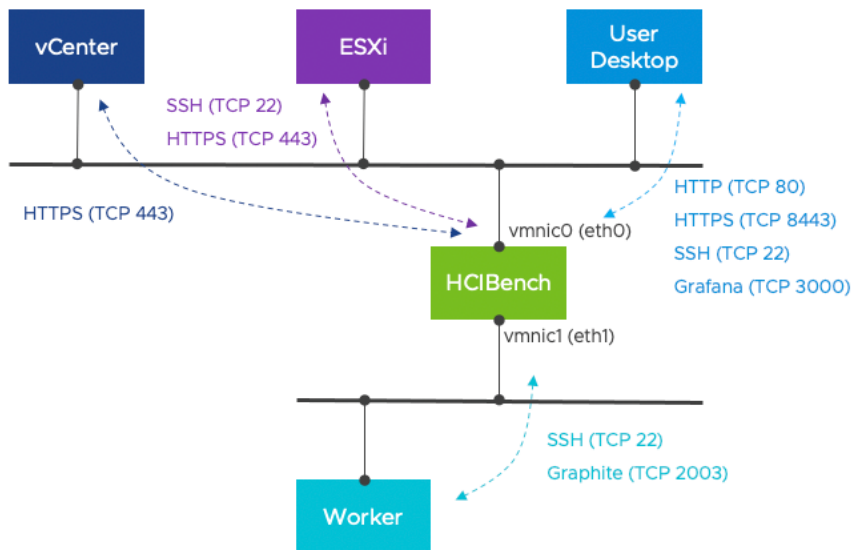 vCenter
ESXi
User
Desktop
SSH (TCP 22)
HTTPS (TCP 443)
HTTPS (TCP 443)
HTTP (TCP 80)
HTTPS (TCP 8443)
SSH (TCP 22)
Grafana (TCP 3000)
vmnic0 (eth0)
HCIBench
vmnic1 (eth1)
SSH (TCP 22)
Graphite (TCP 2003)
Worker